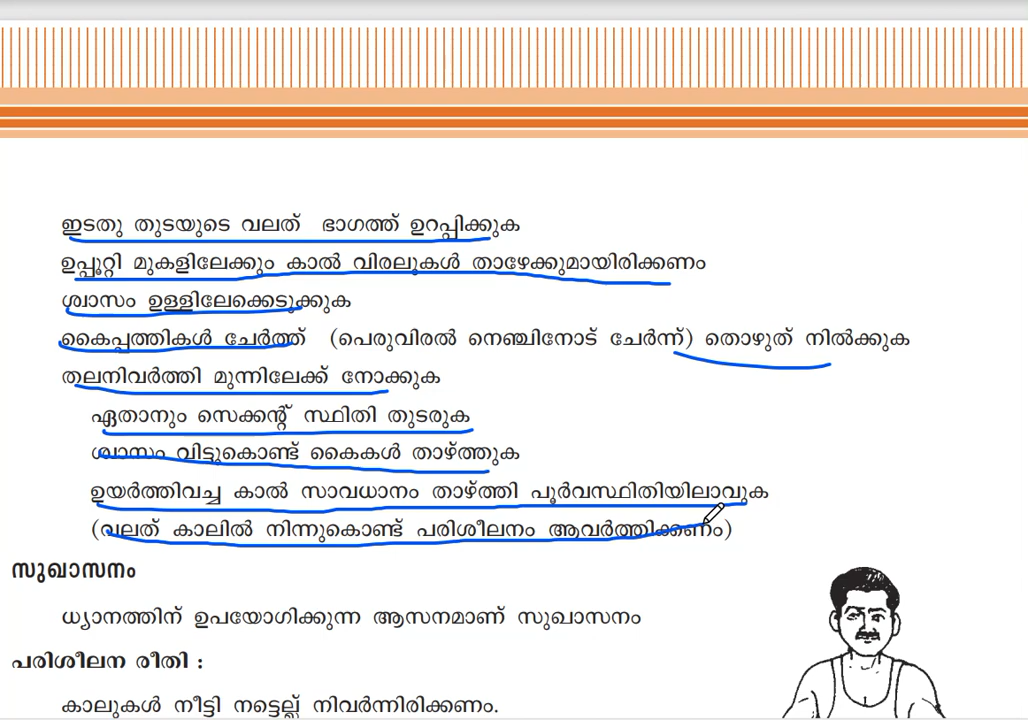 ഇടതു തുടയുടെ വലത് ഭാഗത്ത് ഉറപ്പിക്കുക
ഉപ്പൂറ്റി മുകളിലേക്കും കാൽ വിരലുകൾ താഴേക്കുമായിരിക്കണം
ശ്വാസം ഉള്ളിലേക്കെടുക്കുക
കൈപ്പത്തികൾ ചേർത്ത് (പെരുവിരൽ നെഞ്ചിനോട് ചേർന്ന്) തൊഴുത് നിൽക്കുക
തലനിവർത്തി മുന്നിലേക്ക് നോക്കുക
ഏതാനും സെക്കന്റ് സ്ഥിതി തുടരുക
ശ്വാസം വിട്ടുകൊണ്ട് കൈകൾ താഴ്ത്തുക
ഉയർത്തിവച്ച കാൽ സാവധാനം താഴ്ത്തി പൂർവസ്ഥിതിയിലാവുക
(വലത് കാലിൽ നിന്നുകൊണ്ട് പരിശീലനം ആവർത്തിക്കണം)
സുഖാസനം
ധ്യാനത്തിന് ഉപയോഗിക്കുന്ന ആസനമാണ് സുഖാസനം
പരിശീലന രീതി :
കാലുകൾ നീട്ടി നട്ടെല്ല് നിവർന്നിരിക്കണം.